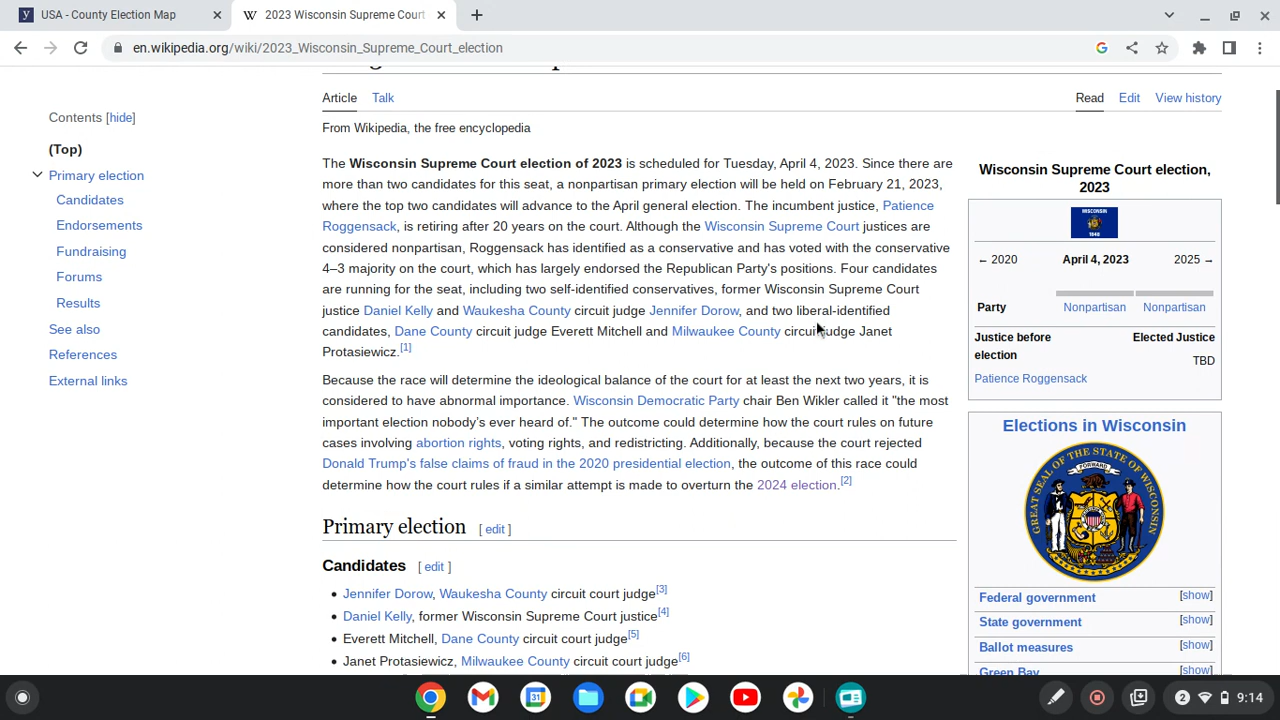 USA - County Election Map
2023 Wisconsin Supreme Court
en.wikipedia.org/wiki/2023_Wisconsin_Supreme_Court_election
Contents [hide]
(Top)
Primary election
Candidates
Endorsements
Fundraising
Forums
Results
See also
References
External links
Article Talk Read Edit View history
From Wikipedia, the free encyclopedia
The Wisconsin Supreme Court election of 2023 is scheduled for Tuesday, April 4, 2023. Since there are
more than two candidates for this seat, a nonpartisan primary election will be held on February 21, 2023,
where the top two candidates will advance to the April general election. The incumbent justice, Patience
Roggensack, is retiring after 20 years on the court. Although the Wisconsin Supreme Court justices are
considered nonpartisan, Roggensack has identified as a conservative and has voted with the conservative
4–3 majority on the court, which has largely endorsed the Republican Party's positions. Four candidates
are running for the seat, including two self-identified conservatives, former Wisconsin Supreme Court
justice Daniel Kelly and Waukesha County circuit judge Jennifer Dorow, and two liberal-identified
candidates, Dane County circuit judge Everett Mitchell and Milwaukee County circuit judge Janet
Protasiewicz.[1]
Because the race will determine the ideological balance of the court for at least the next two years, it is
considered to have abnormal importance. Wisconsin Democratic Party chair Ben Wikler called it "the most
important election nobody's ever heard of." The outcome could determine how the court rules on future
cases involving abortion rights, voting rights, and redistricting. Additionally, because the court rejected
Donald Trump's false claims of fraud in the 2020 presidential election, the outcome of this race could
determine how the court rules if a similar attempt is made to overturn the 2024 election.[2]
Primary election [ edit ]
Candidates [ edit ]
• Jennifer Dorow, Waukesha County circuit court judge[3]
• Daniel Kelly, former Wisconsin Supreme Court justice[4]
• Everett Mitchell, Dane County circuit court judge[5]
• Janet Protasiewicz, Milwaukee County circuit court judge[6]
Wisconsin Supreme Court election,
2023
WISCONSIN
1848
← 2020 April 4, 2023 2025 →
Party Nonpartisan Nonpartisan
Justice before
election
Patience Roggensack
Elected Justice
TBD
Elections in Wisconsin
GREAT SEAL OF THE STATE OF WISCONSIN
FORWARD
Federal government [show]
State government [show]
Ballot measures [show]
Green Bay [show]
31
2
9:14